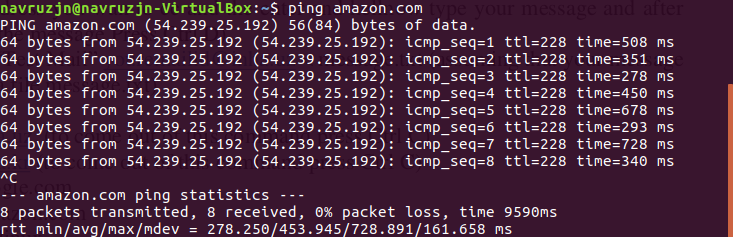 navruzjn@navruzjn-VirtualBox:~$ ping amazon.com
type your message and after
PING amazon.com (54.239.25.192) 56(84) bytes of data.
64 bytes from 54.239.25.192 (54.239.25.192): icmp_seq=1 ttl=228 time=508 ms
64 bytes from 54.239.25.192 (54.239.25.192): icmp_seq=2 ttl=228 time=351 ms
64 bytes from 54.239.25.192 (54.239.25.192): icmp_seq=3 ttl=228 time=278 ms
64 bytes from 54.239.25.192 (54.239.25.192): icmp_seq=4 ttl=228 time=450 ms
64 bytes from 54.239.25.192 (54.239.25.192): icmp_seq=5 ttl=228 time=678 ms
64 bytes from 54.239.25.192 (54.239.25.192): icmp_seq=6 ttl=228 time=293 ms
64 bytes from 54.239.25.192 (54.239.25.192): icmp_seq=7 ttl=228 time=728 ms
64 bytes from 54.239.25.192 (54.239.25.192): icmp_seq=8 ttl=228 time=340 ms
^C
--- amazon.com ping statistics ---
8 packets transmitted, 8 received, 0% packet loss, time 9590ms
rtt min/avg/max/mdev = 278.250/453.945/728.891/161.658 ms